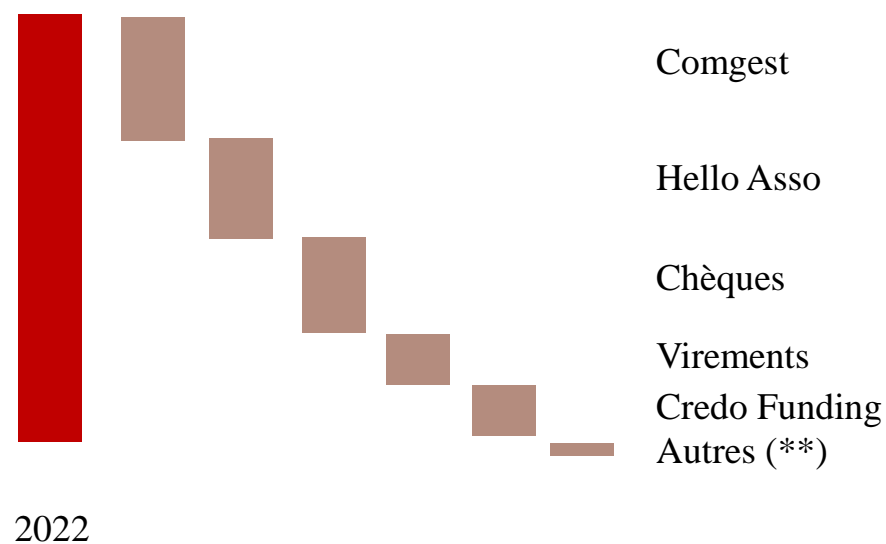 Comgest
Hello Asso
Chèques
Virements
Credo Funding
Autres (**)
2022